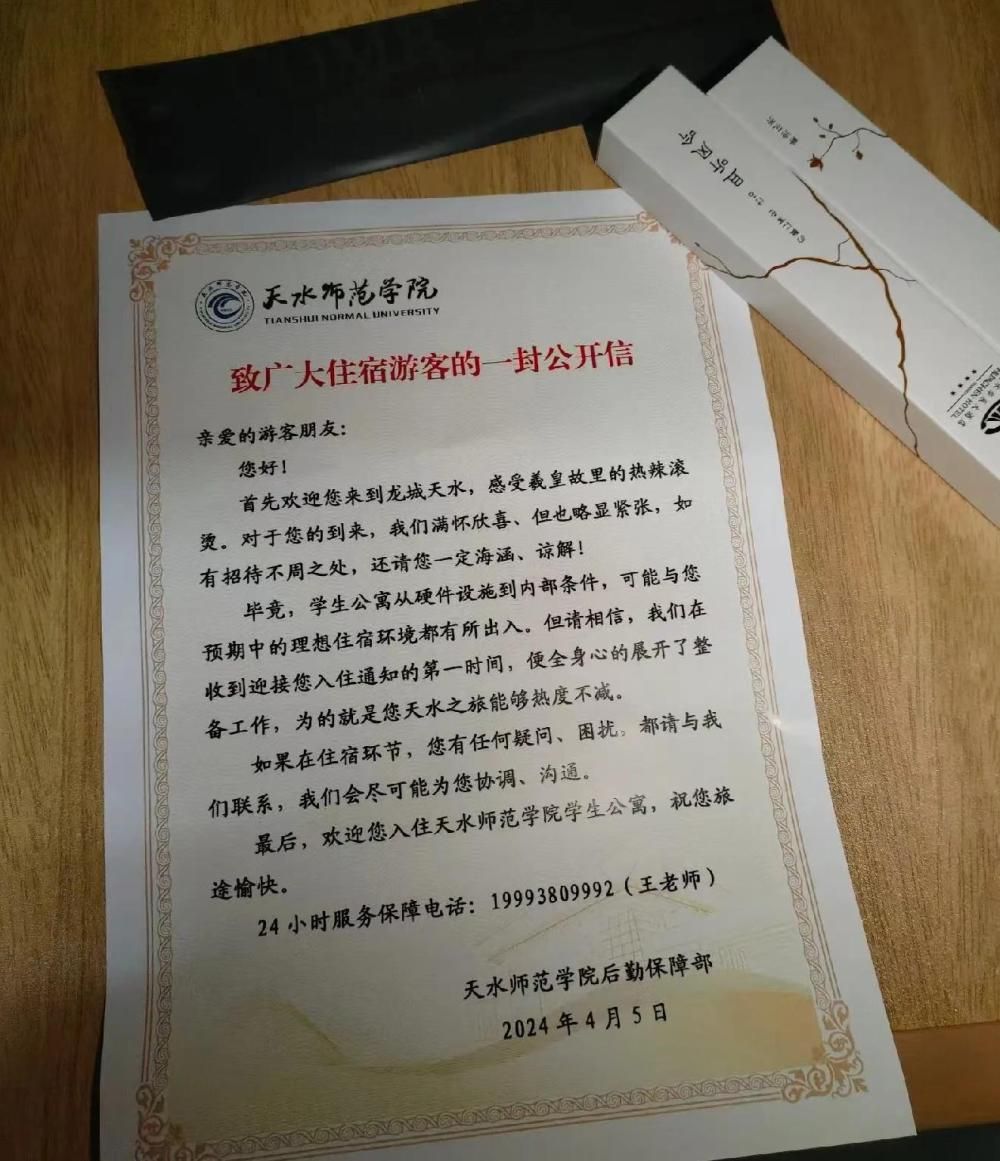 天水师范学院
TIANSHUI NORMAL UNIVERSITY
致广大住宿游客的一封公开信
亲爱的游客朋友：
您好！
首先欢迎您来到龙城天水，感受羲皇故里的热辣滚
烫。对于您的到来，我们满怀欣喜、但也略显紧张，如
有招待不周之处，还请您一定海涵、谅解！
毕竟，学生公寓从硬件设施到内部条件，可能与您
预期中的理想住宿环境都有所出入。但请相信，我们在
收到迎接您入住通知的第一时间，便全身心的展开了整
备工作，为的就是您天水之旅能够热度不减。
如果在住宿环节，您有任何疑问、困扰，都请与我
们联系，我们会尽可能为您协调、沟通。
最后，欢迎您入住天水师范学院学生公寓，祝您旅
途愉快。
24小时服务保障电话：19993809992（王老师）
天水师范学院后勤保障部
2024年4月5日